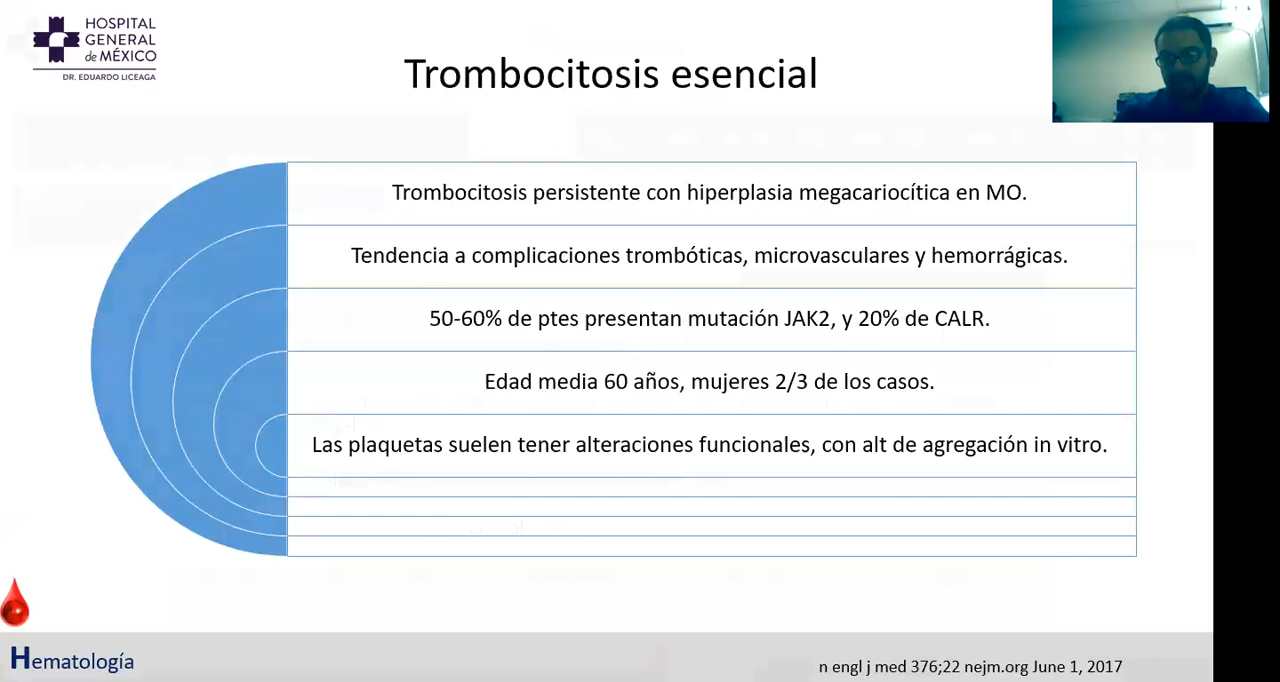 HOSPITAL
GENERAL
de MÉXICO
DR. EDUARDO LICEAGA
Trombocitosis esencial
Trombocitosis persistente con hiperplasia megacariocítica en MO.
Tendencia a complicaciones trombóticas, microvasculares y hemorrágicas.
50-60% de ptes presentan mutación JAK2, y 20% de CALR.
Edad media 60 años, mujeres 2/3 de los casos.
Las plaquetas suelen tener alteraciones funcionales, con alt de agregación in vitro.
Hematología
n engl j med 376;22 nejm.org June 1, 2017